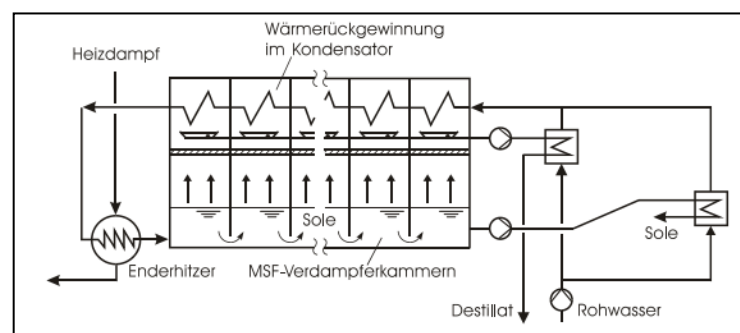 Wärmerückgewinnung
im Kondensator
Heizdampf
Sole
Sole
Enderhitzer
MSF-Verdampferkammern
Destillat
Rohwasser